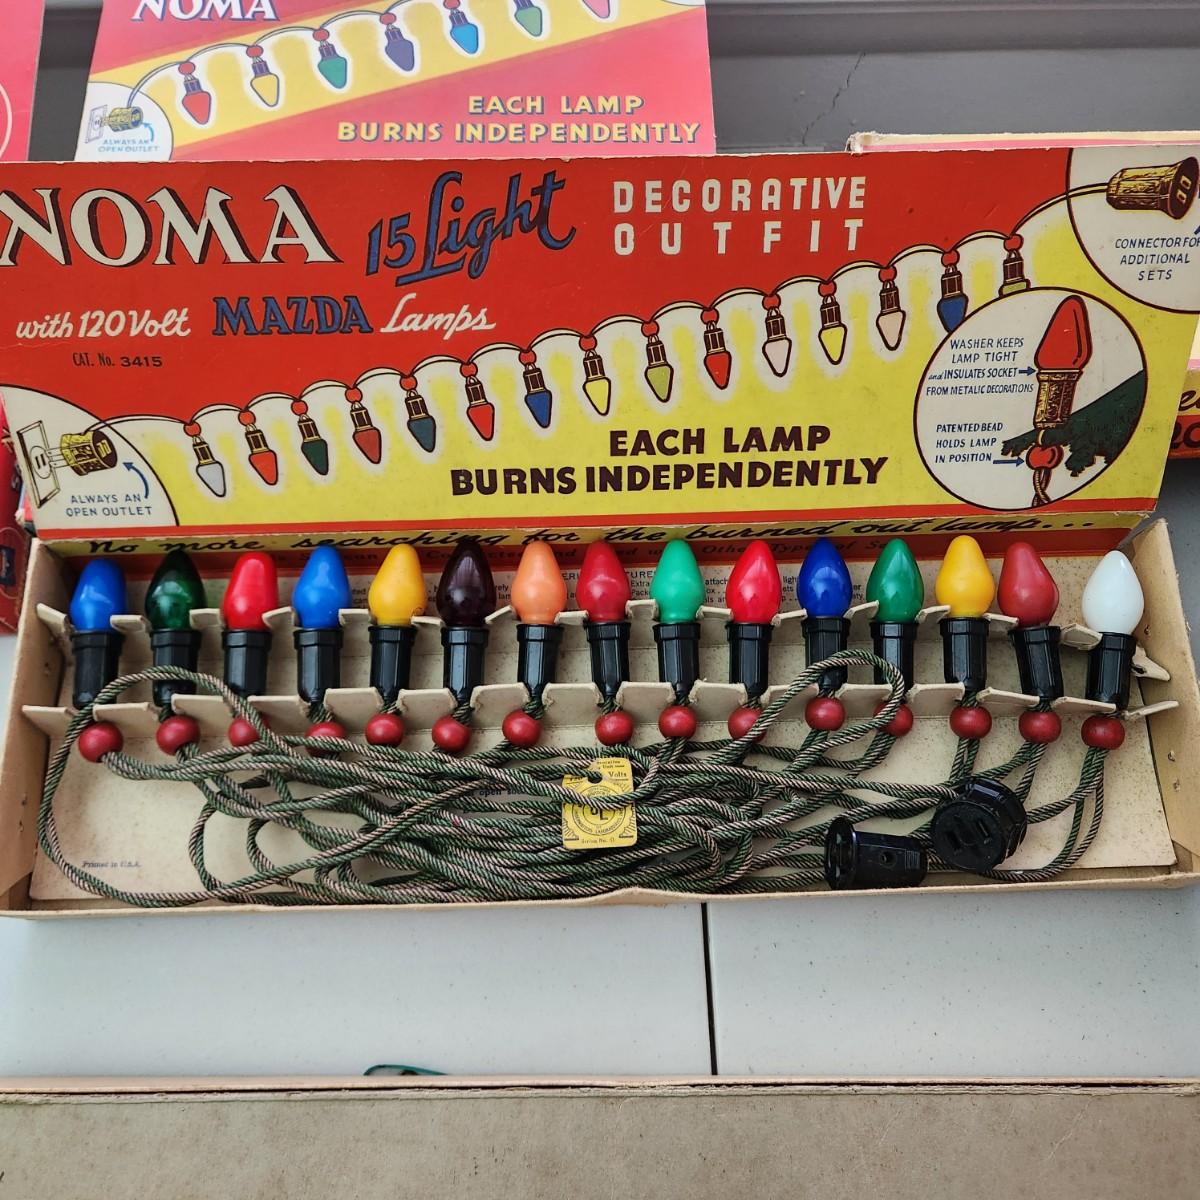 NOMA
EACH LAMP
BURNS INDEPENDENTLY
ALWAYS AN
OPEN OUTLET
NOMA 15 Light DECORATIVE
OUTFIT
with 120 Volt MAZDA Lamps
CAT. No. 3415
CONNECTOR FOR
ADDITIONAL
SETS
WASHER KEEPS
LAMP TIGHT
and INSULATES SOCKET
FROM METALIC DECORATIONS
PATENTED BEAD
HOLDS LAMP
IN POSITION
EACH LAMP
BURNS INDEPENDENTLY
ALWAYS AN
OPEN OUTLET
No more searching for the burned out lamp...
Volts
UL
Printed in U.S.A.